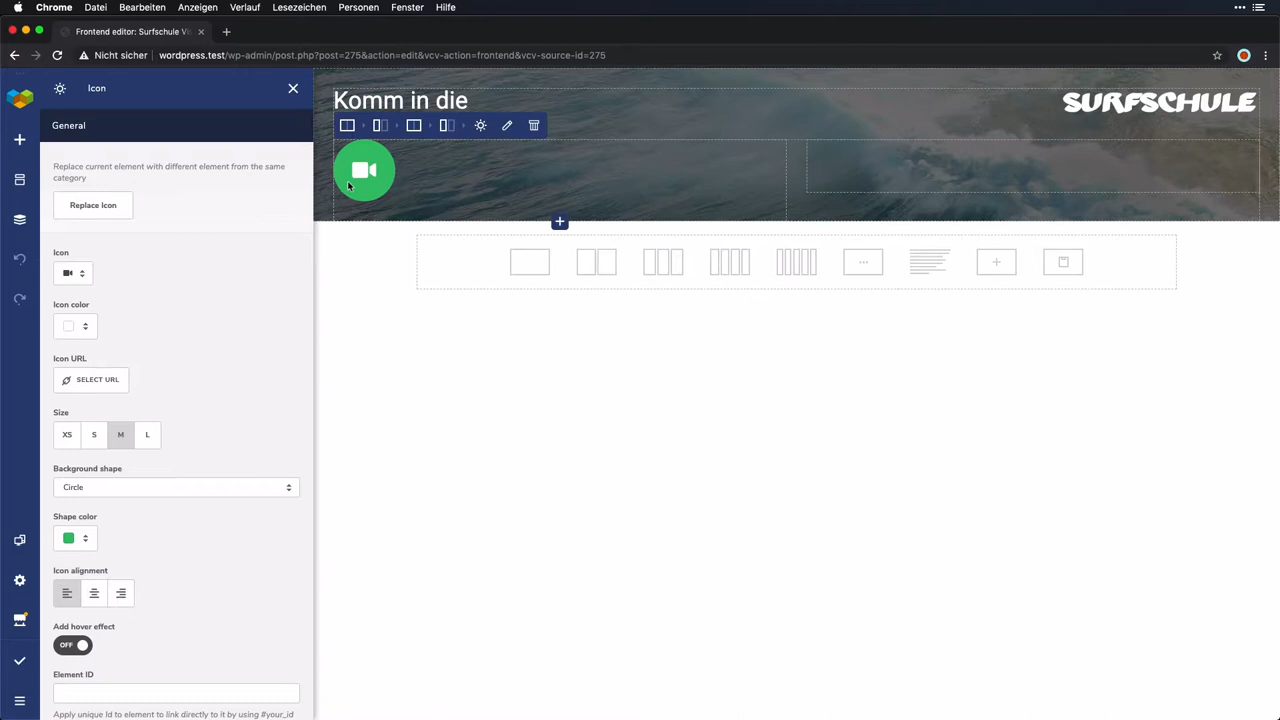 Chrome Datei Bearbeiten Anzeigen Verlauf Lesezeichen Personen Fenster Hilfe
Frontend editor: Surfschule Vi
Nicht sicher wordpress.test/wp-admin/post.php?post=275&action=edit&vcv-action=frontend&vcv-source-id=275
Icon
General
Replace current element with different element from the same
category
Replace Icon
Icon
Icon color
Icon URL
SELECT URL
Size
XS S M L
Background shape
Circle
Shape color
Icon alignment
Add hover effect
OFF
Element ID
Apply unique Id to element to link directly to it by using #your_id
Komm in die
SURFSCHULE